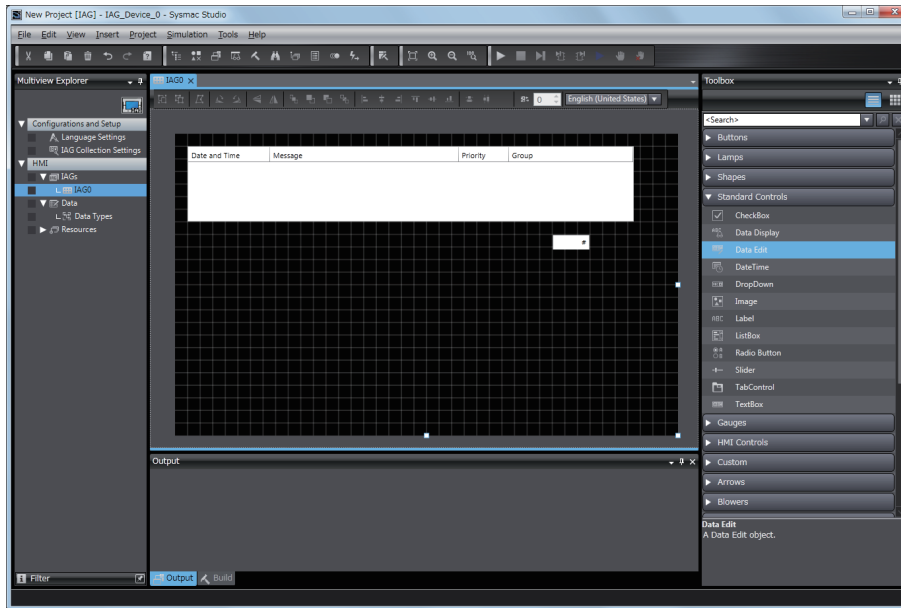 New Project [IAG] - IAG_Device_0 - Sysmac Studio
File Edit View Insert Project Simulation Tools Help
Multiview Explorer
Configurations and Setup
Language Settings
IAG Collection Settings
HMI
IAGs
IAG0
Data
Data Types
Resources
Filter
IAG0
0 English (United States)
Date and Time Message Priority Group
#
Output
Output Build
Toolbox
<Search>
Buttons
Lamps
Shapes
Standard Controls
CheckBox
Data Display
Data Edit
DateTime
DropDown
Image
ABC Label
ListBox
Radio Button
Slider
TabControl
TextBox
Gauges
HMI Controls
Custom
Arrows
Blowers
Data Edit
A Data Edit object.